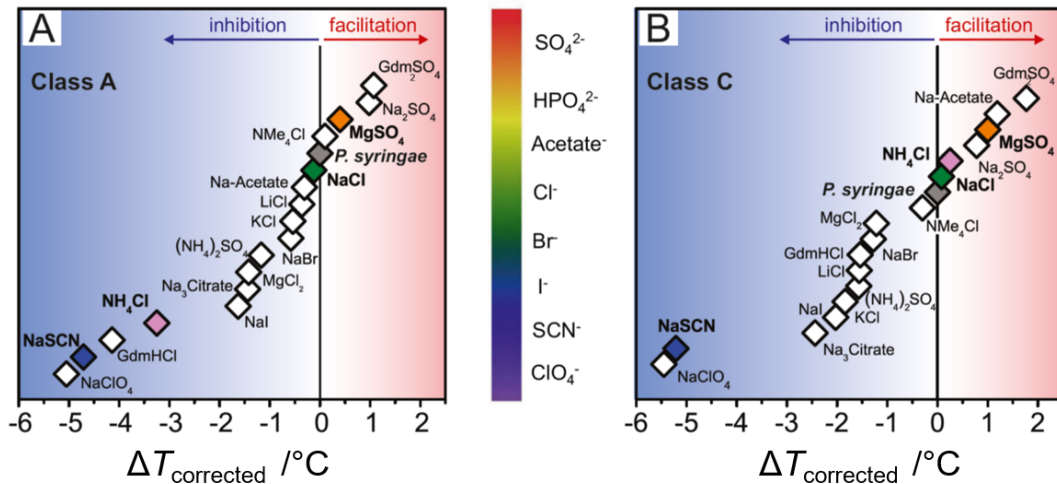 A
inhibition
facilitation
Class A
Gdm₂SO₄
Na₂SO₄
MgSO₄
NMe₄Cl
P. syringae
NaCl
Na-Acetate
LiCl
KCl
NaBr
(NH₄)₂SO₄
MgCl₂
Na₃Citrate
NaI
NH₄Cl
GdmHCl
NaSCN
NaClO₄
-6 -5 -4 -3 -2 -1 0 1 2
ΔTcorrected /°C
SO₄²⁻
HPO₄²⁻
Acetate⁻
Cl⁻
Br⁻
I⁻
SCN⁻
ClO₄⁻
B
inhibition
facilitation
Class C
Gdm₂SO₄
Na-Acetate
MgSO₄
Na₂SO₄
NH₄Cl
NaCl
P. syringae
NMe₄Cl
MgCl₂
NaBr
GdmHCl
LiCl
(NH₄)₂SO₄
NaI
KCl
Na₃Citrate
NaSCN
NaClO₄
-6 -5 -4 -3 -2 -1 0 1 2
ΔTcorrected /°C